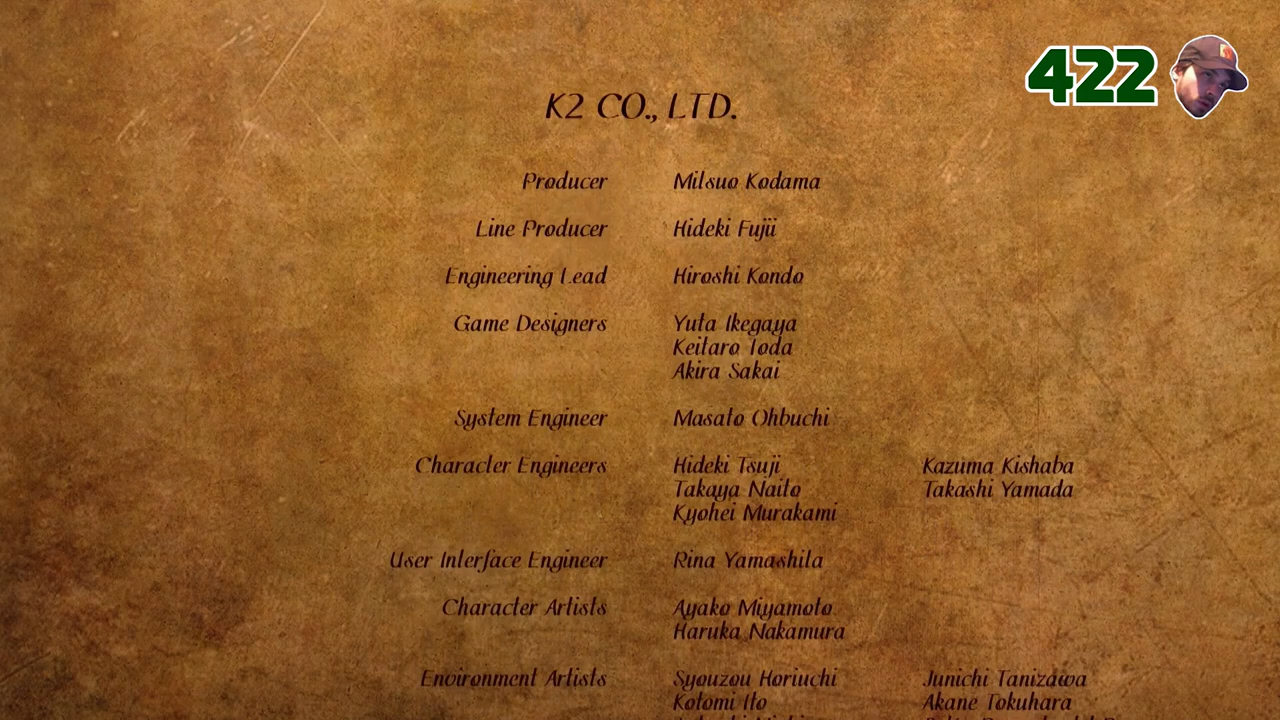 422
K2 CO., LTD.
Producer Mitsuo Kodama
Line Producer Hideki Fujii
Engineering Lead Hiroshi Kondo
Game Designers Yuta Ikegaya
Keitaro Toda
Akira Sakai
System Engineer Masato Ohbuchi
Character Engineers Hideki Tsuji Kazuma Kishaba
Takaya Naito Takashi Yamada
Kyohei Murakami
User Interface Engineer Rina Yamashita
Character Artists Ayako Miyamoto
Haruka Nakamura
Environment Artists Syouzou Horiuchi Junichi Tanizawa
Kotomi Ito Akane Tokuhara